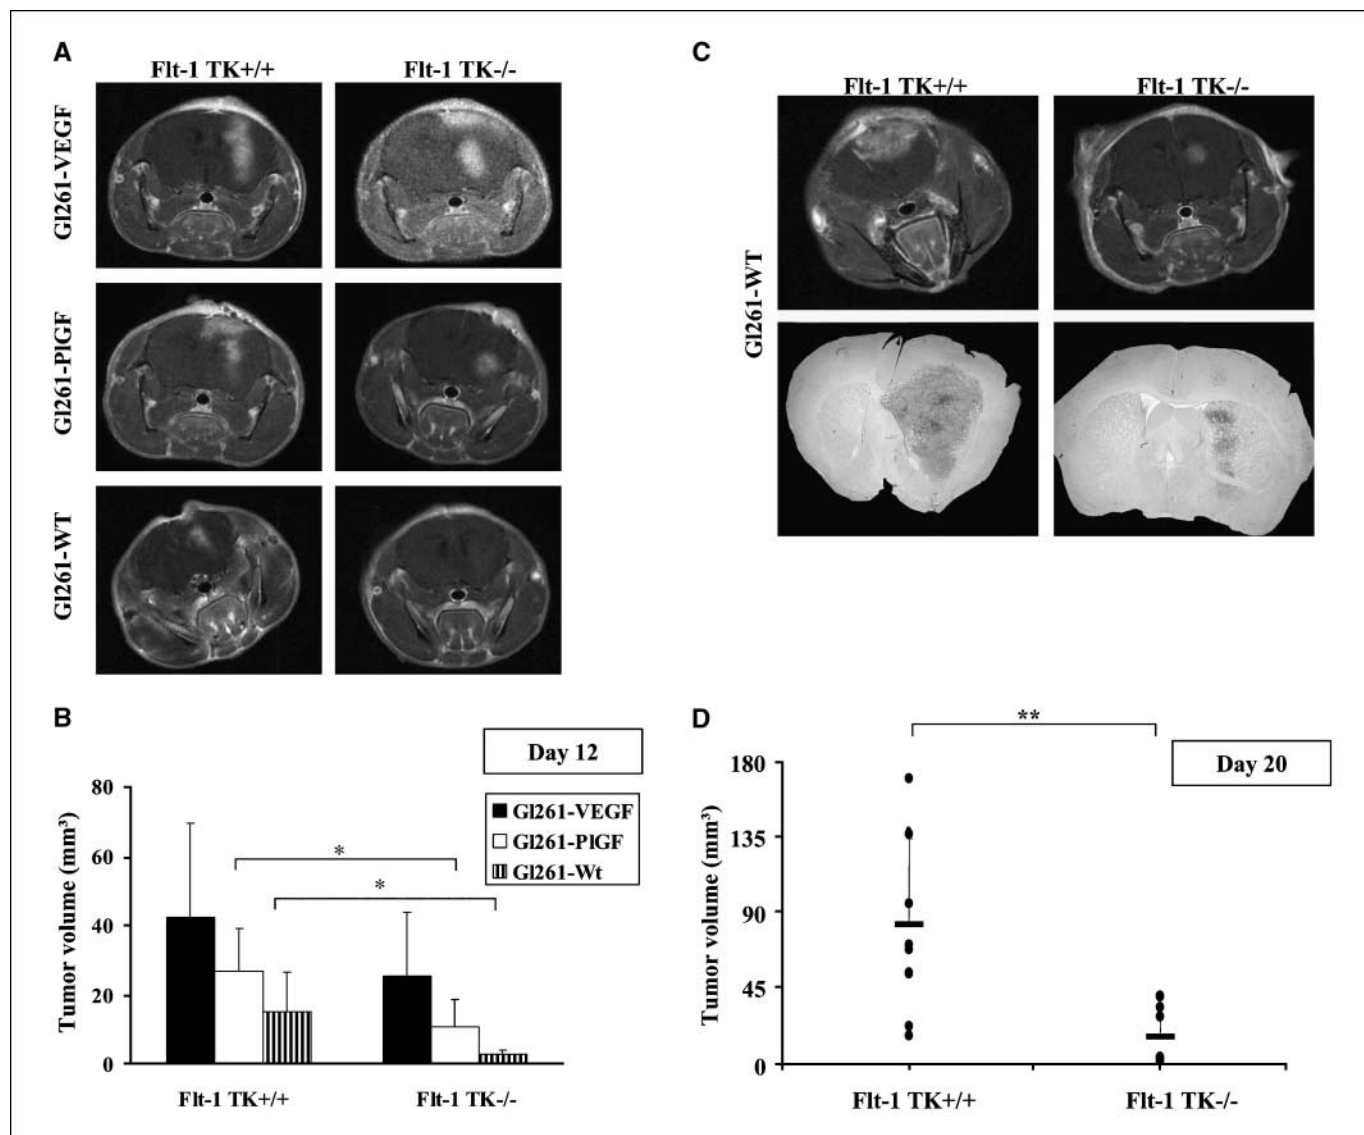 A
Flt-1 TK+/+ Flt-1 TK-/-
Gl261-VEGF
Gl261-PlGF
Gl261-WT
B
Day 12
Gl261-VEGF
Gl261-PlGF
Gl261-Wt
*
*
Tumor volume (mm³)
80
60
40
20
0
Flt-1 TK+/+ Flt-1 TK-/-
C
Flt-1 TK+/+ Flt-1 TK-/-
Gl261-WT
D
**
Day 20
Tumor volume (mm³)
180
135
90
45
0
Flt-1 TK+/+ Flt-1 TK-/-